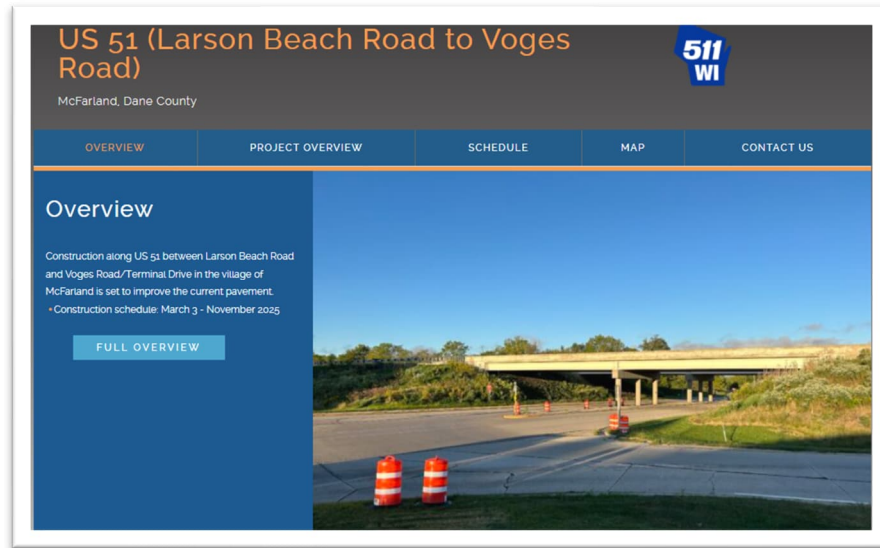 US 51 (Larson Beach Road to Voges
Road)
McFarland, Dane County
511
WI
OVERVIEW
PROJECT OVERVIEW
SCHEDULE
MAP
CONTACT US
Overview
Construction along US 51 between Larson Beach Road
and Voges Road/Terminal Drive in the village of
McFarland is set to improve the current pavement.
• Construction schedule: March 3 - November 2025
FULL OVERVIEW